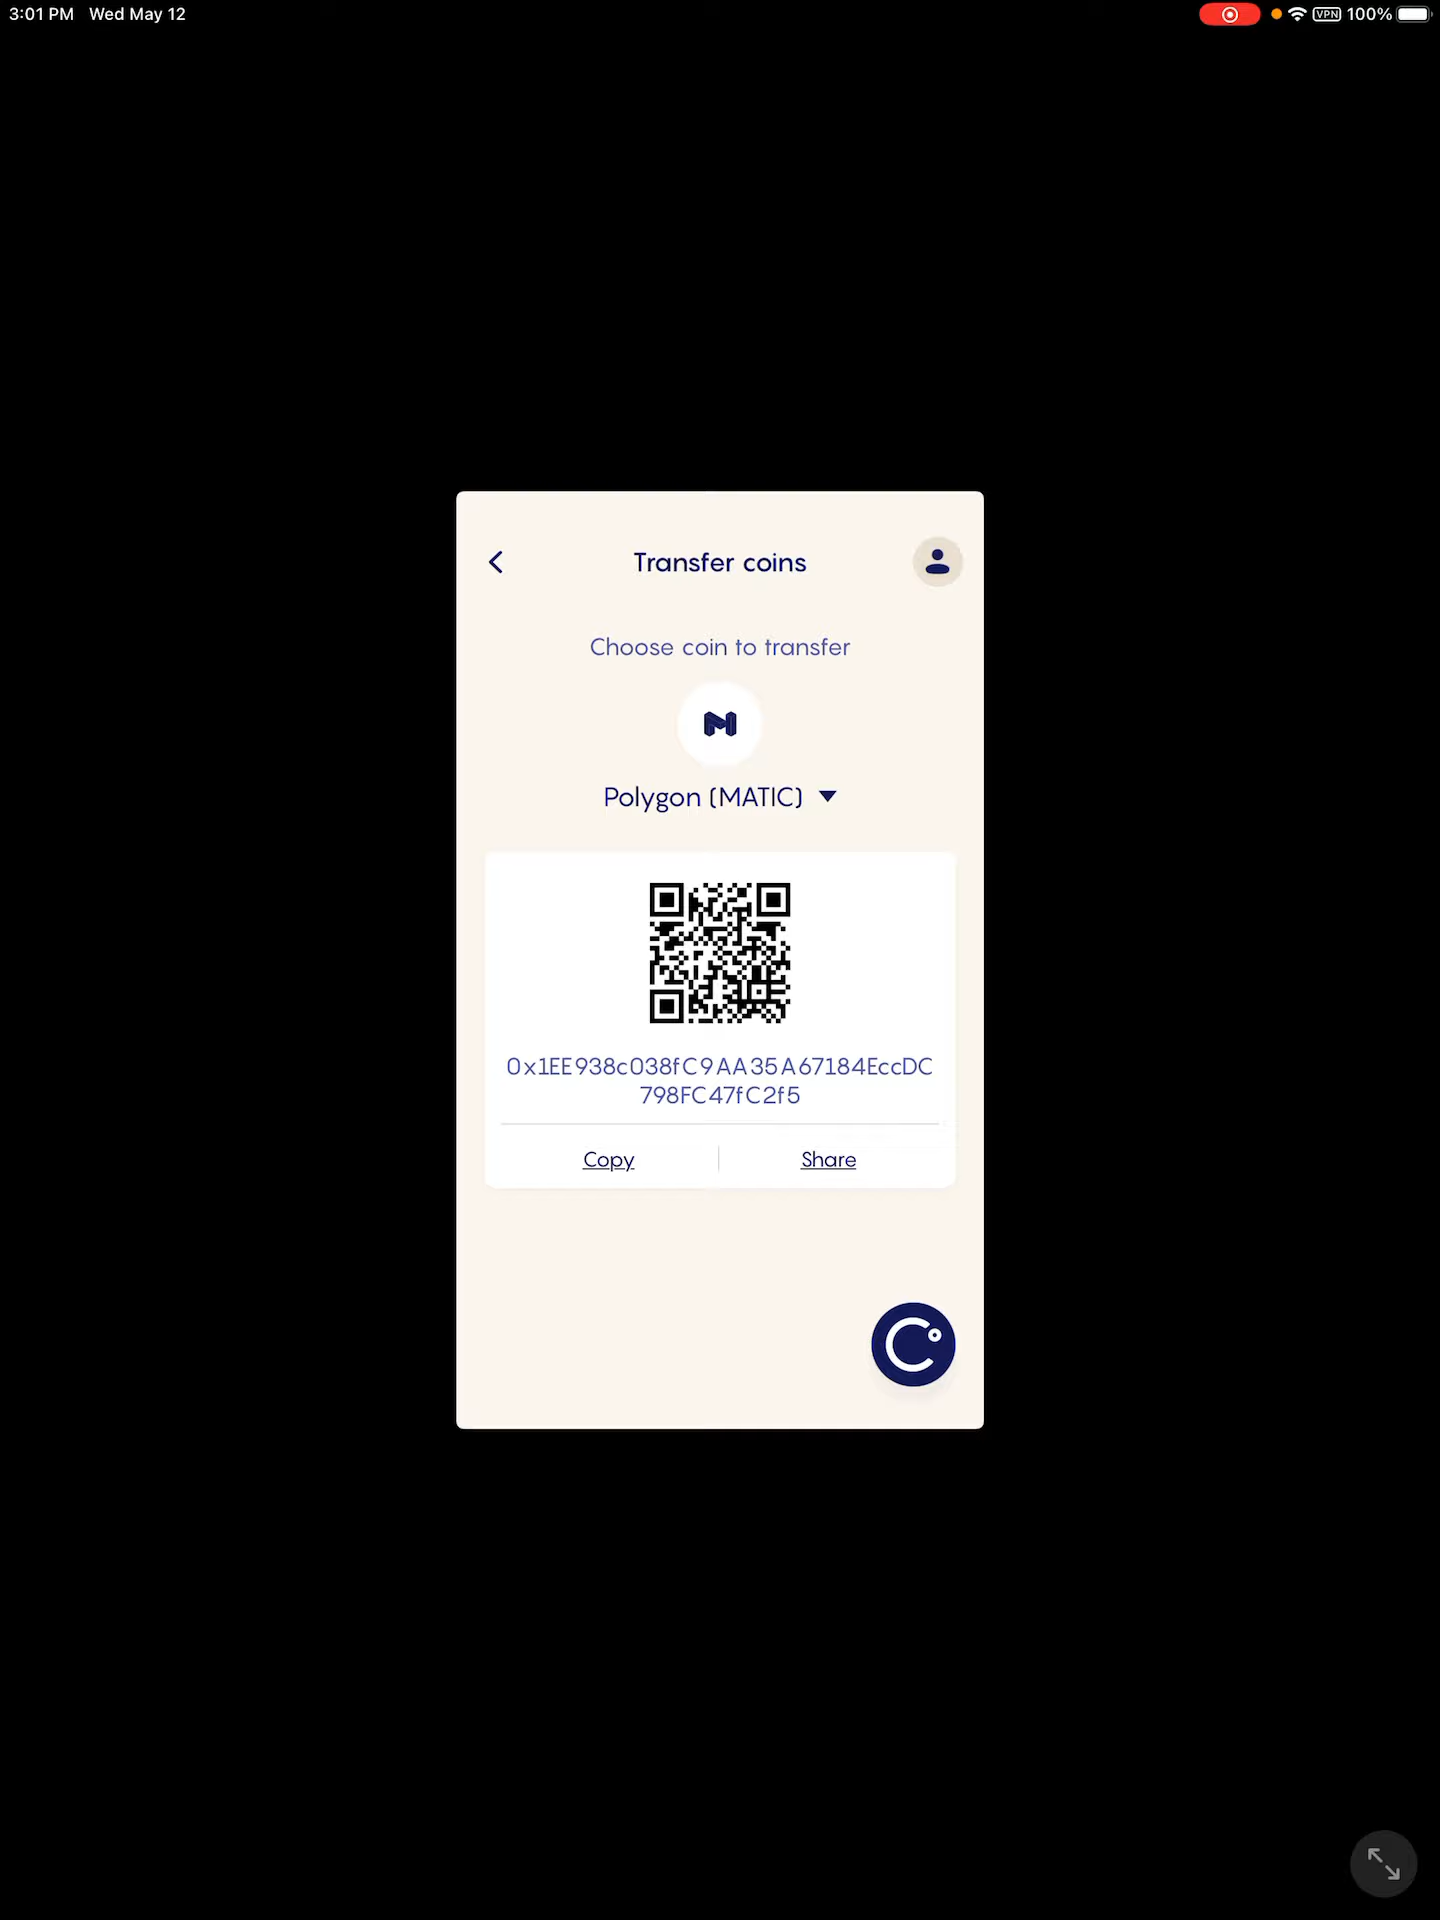 3:01 PM Wed May 12
VPN 100%
Transfer coins
Choose coin to transfer
Polygon (MATIC)
0x1EE938c038fC9AA35A67184EccDC
798FC47fC2f5
Copy
Share